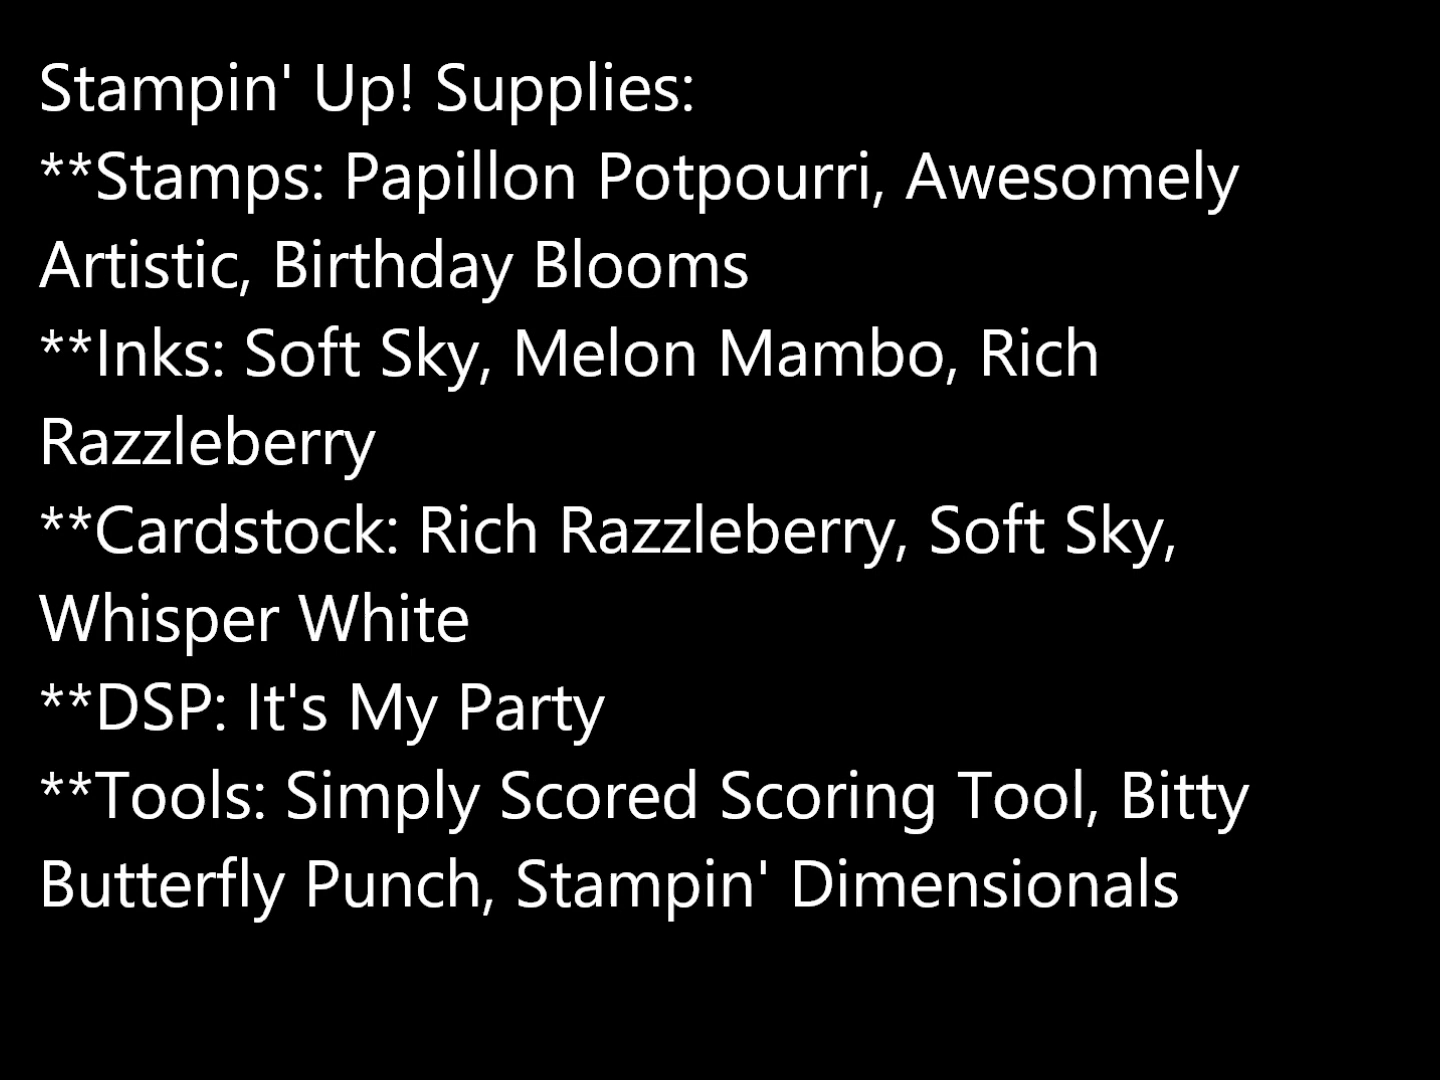 Stampin' Up! Supplies:
**Stamps: Papillon Potpourri, Awesomely
Artistic, Birthday Blooms
**Inks: Soft Sky, Melon Mambo, Rich
Razzleberry
**Cardstock: Rich Razzleberry, Soft Sky,
Whisper White
**DSP: It's My Party
**Tools: Simply Scored Scoring Tool, Bitty
Butterfly Punch, Stampin' Dimensionals